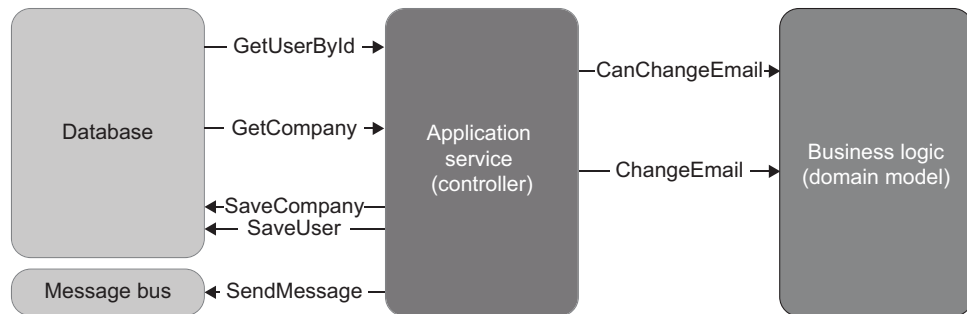 GetUserById
CanChangeEmail
Database
GetCompany
Application
service
(controller)
Business logic
(domain model)
ChangeEmail
SaveCompany
SaveUser
Message bus
SendMessage